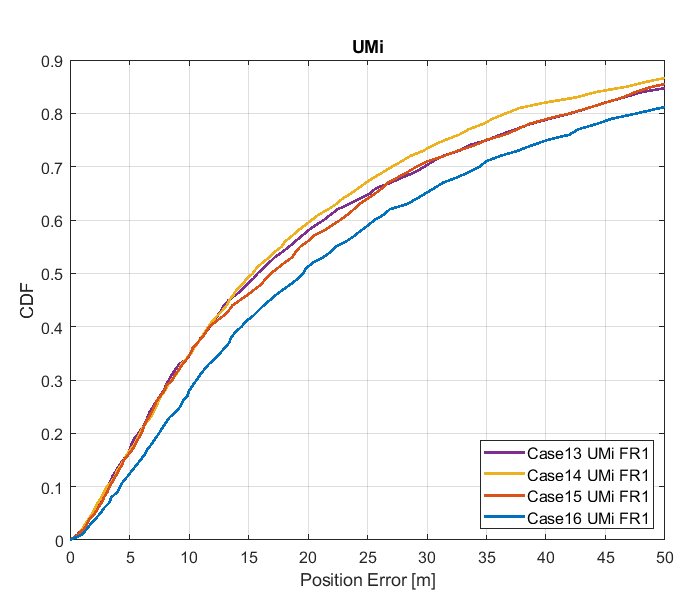 UMi
0.9
0.8
0.7
0.6
0.5
0.4
0.3
0.2
0.1
0
CDF
0 5 10 15 20 25 30 35 40 45 50
Position Error [m]
Case13 UMi FR1
Case14 UMi FR1
Case15 UMi FR1
Case16 UMi FR1